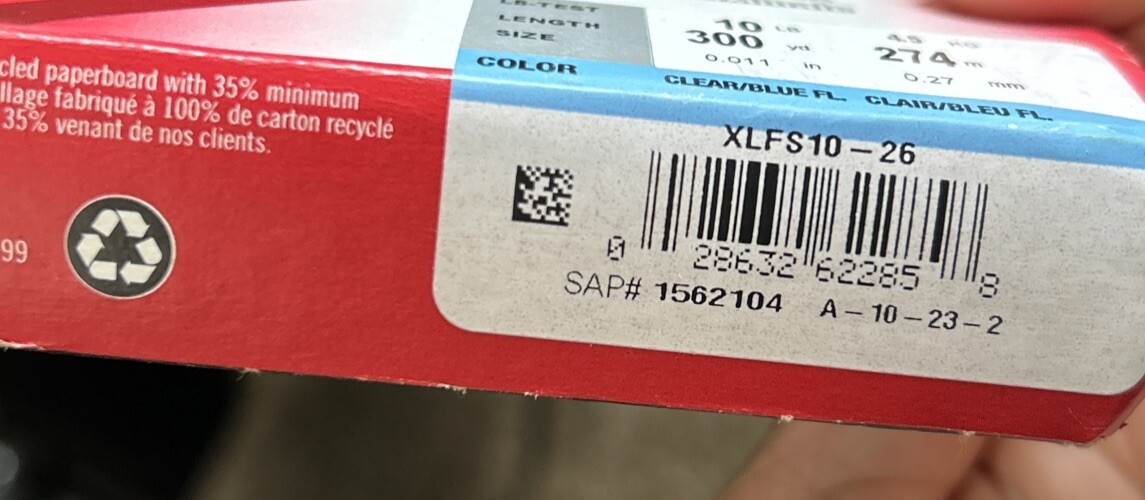 cled paperboard with 35% minimum
llage fabriqué à 100% de carton recyclé
35% venant de nos clients.
99
LB-TEST 10 LB 4.5 KG
LENGTH 300 yd 274 m
SIZE 0.011 in 0.27 mm
COLOR CLEAR/BLUE FL. CLAIR/BLEU FL.
XLFS10-26
0 28632 62285 8
SAP# 1562104 A-10-23-2